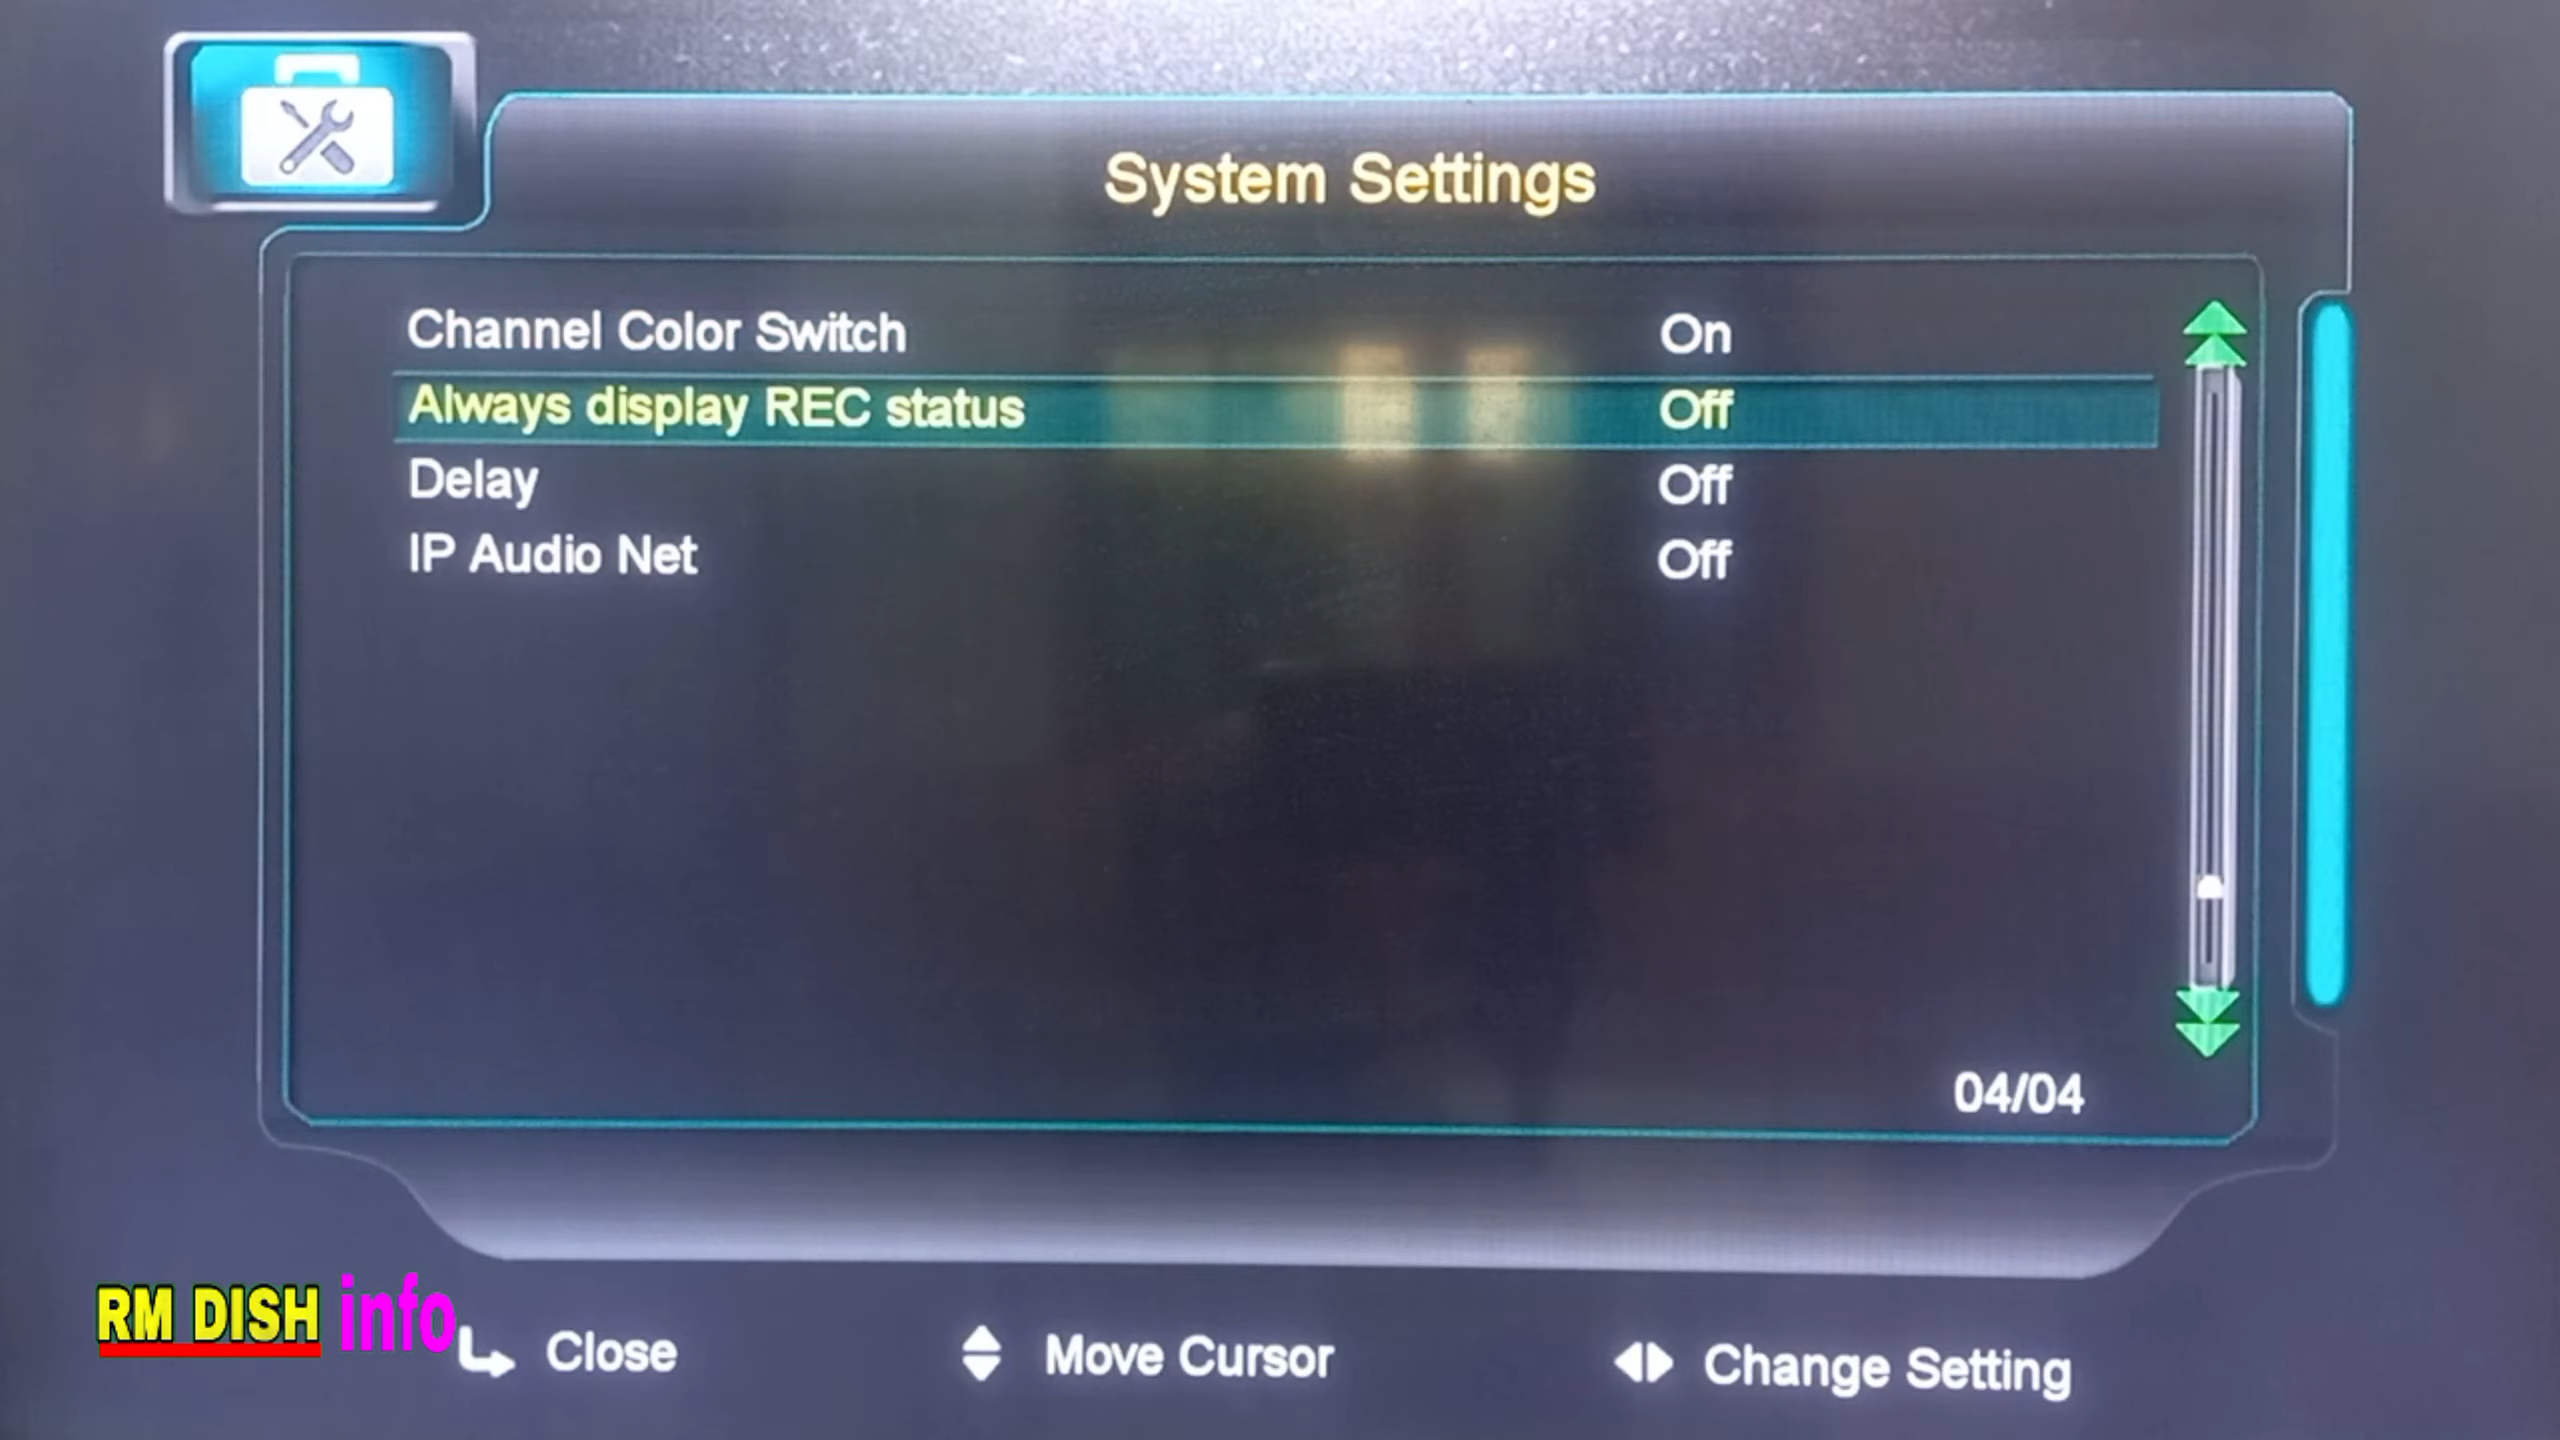 System Settings
Channel Color Switch On
Always display REC status Off
Delay Off
IP Audio Net Off
04/04
RM DISH info
Close Move Cursor Change Setting